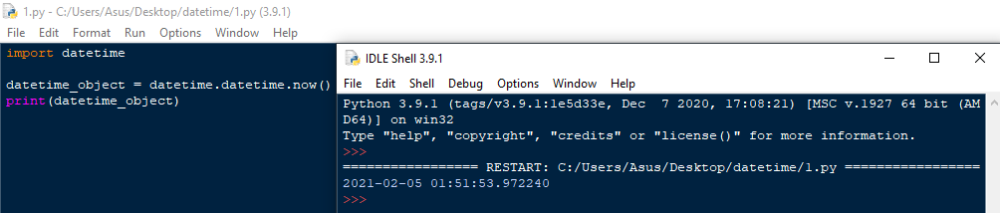 1.py - C:/Users/Asus/Desktop/datetime/1.py (3.9.1)
File Edit Format Run Options Window Help
import datetime
datetime_object = datetime.datetime.now()
print(datetime_object)
IDLE Shell 3.9.1
File Edit Shell Debug Options Window Help
Python 3.9.1 (tags/v3.9.1:1e5d33e, Dec  7 2020, 17:08:21) [MSC v.1927 64 bit (AM
D64)] on win32
Type "help", "copyright", "credits" or "license()" for more information.
>>>
================= RESTART: C:/Users/Asus/Desktop/datetime/1.py =================
2021-02-05 01:51:53.972240
>>>